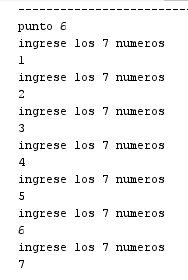 --------------------------
punto 6
ingrese los 7 numeros
1
ingrese los 7 numeros
2
ingrese los 7 numeros
3
ingrese los 7 numeros
4
ingrese los 7 numeros
5
ingrese los 7 numeros
6
ingrese los 7 numeros
7